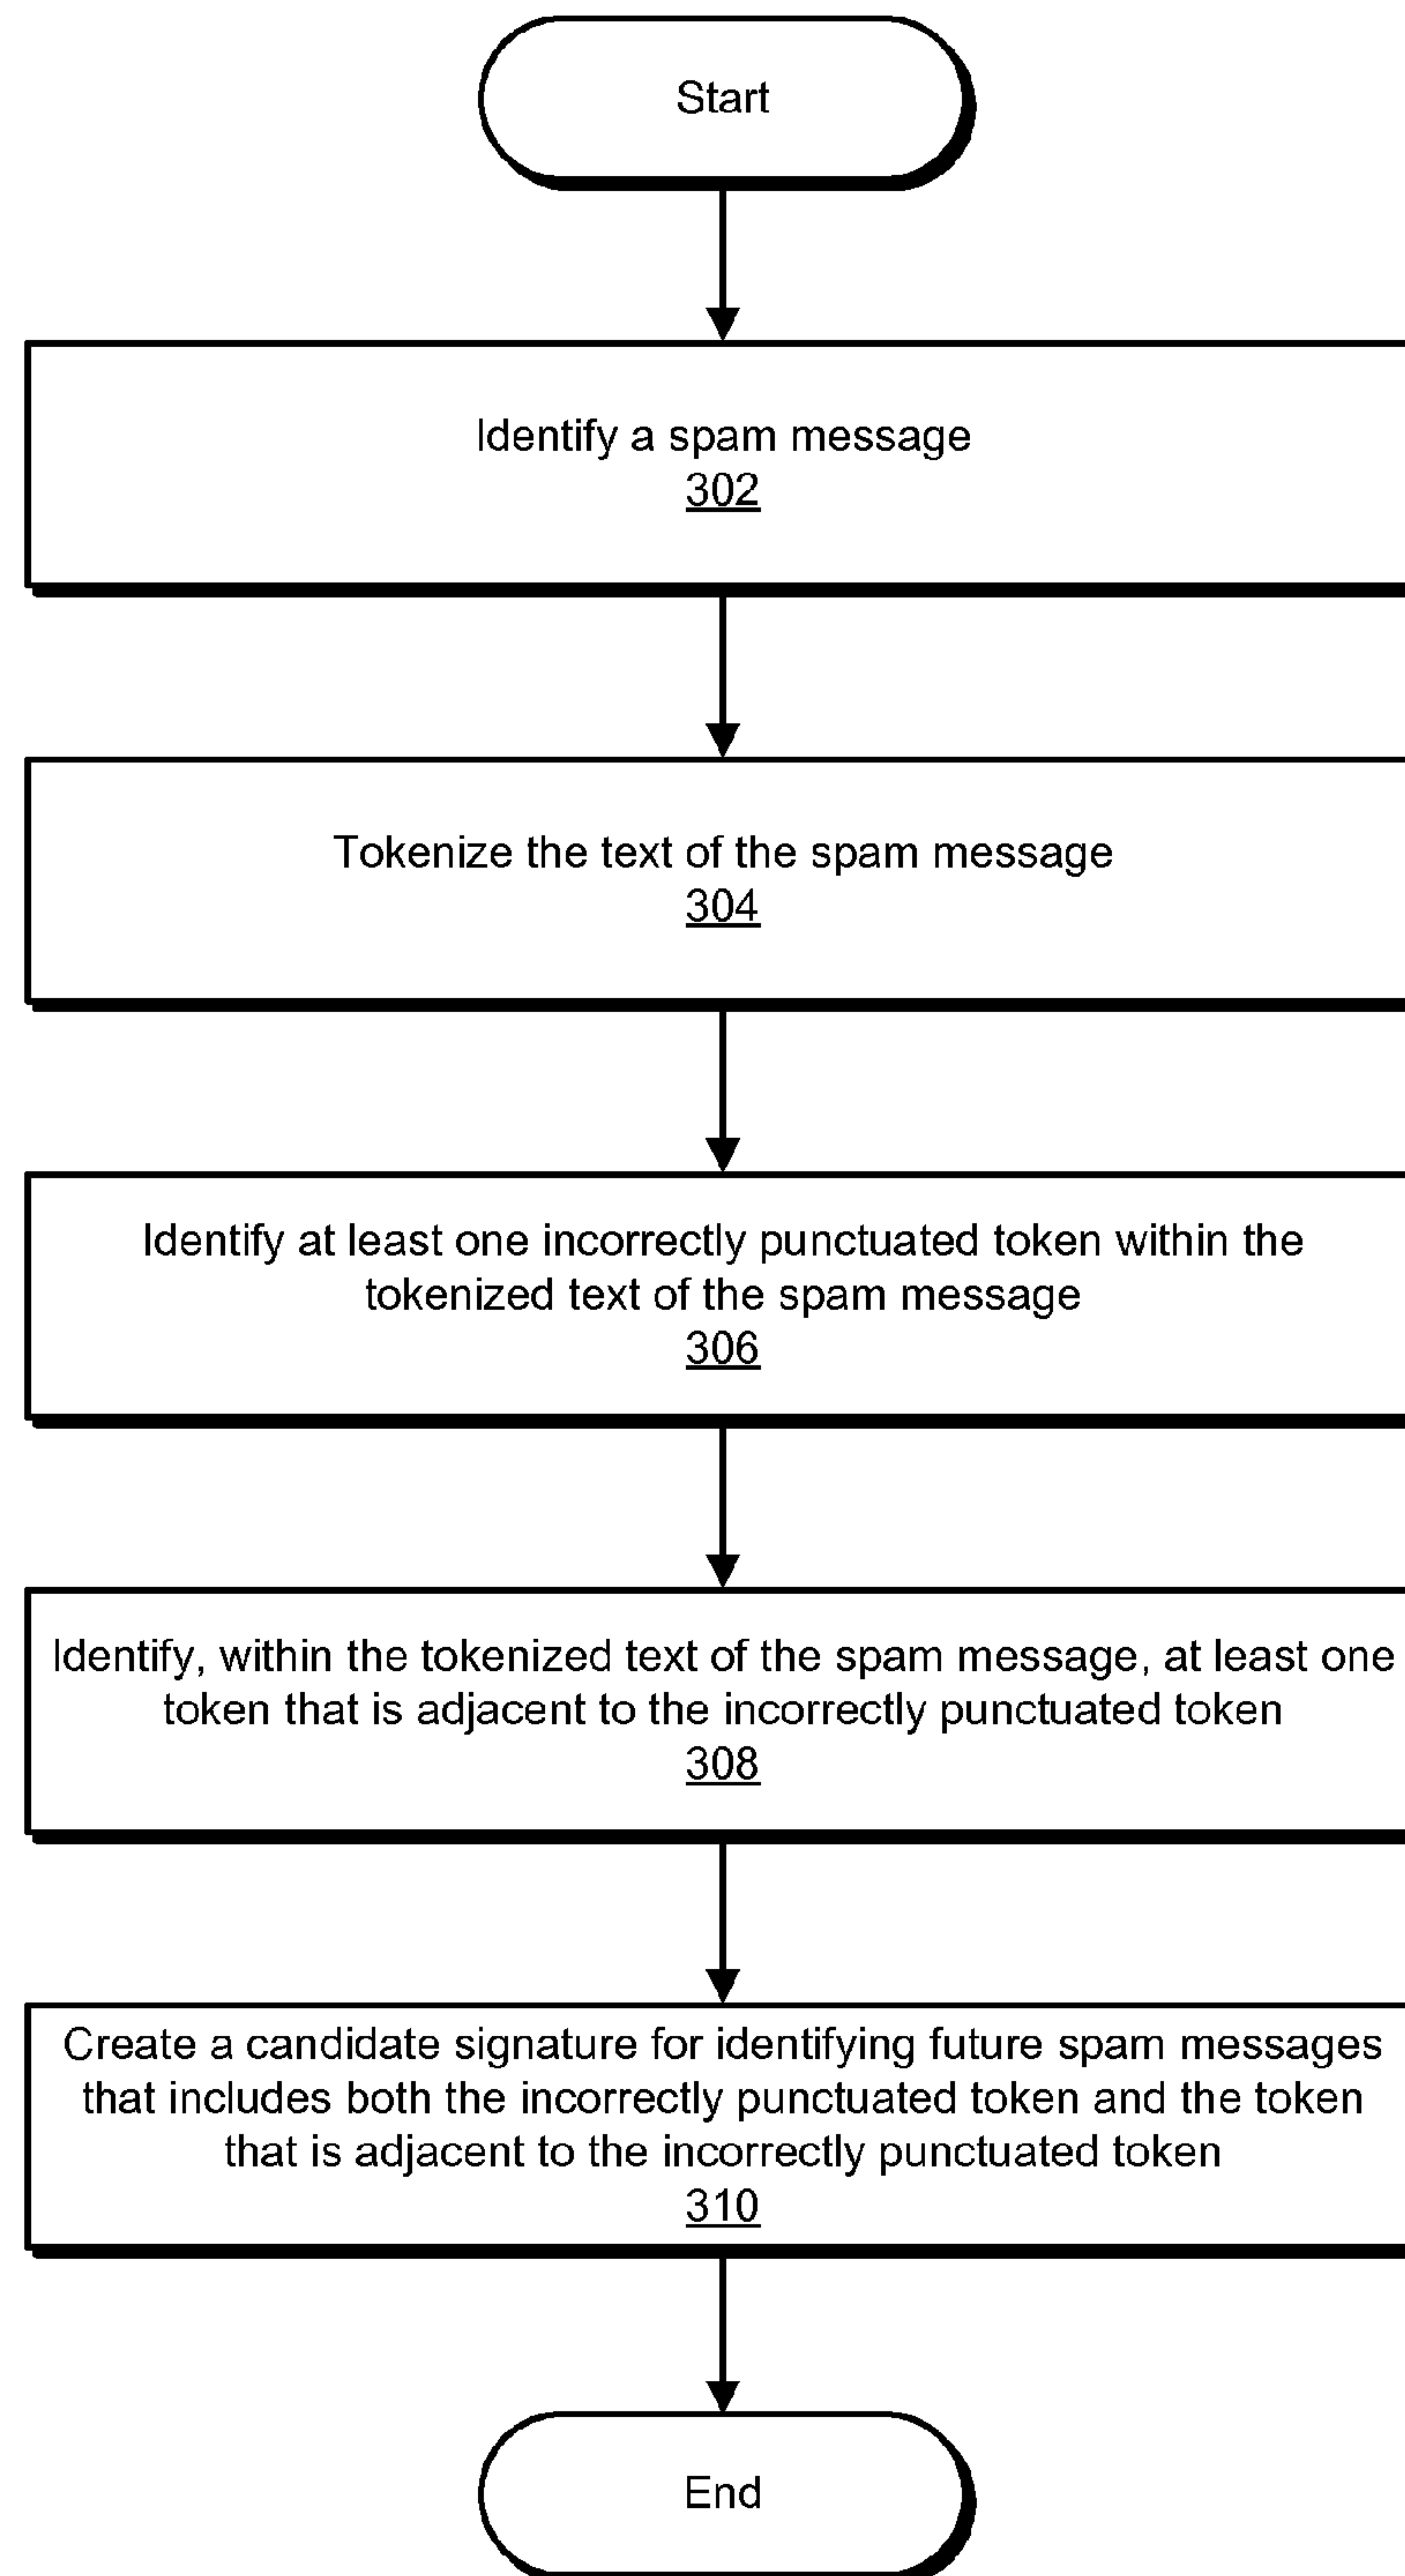 Start
Identify a spam message
302
Tokenize the text of the spam message
304
Identify at least one incorrectly punctuated token within the
tokenized text of the spam message
306
Identify, within the tokenized text of the spam message, at least one
token that is adjacent to the incorrectly punctuated token
308
Create a candidate signature for identifying future spam messages
that includes both the incorrectly punctuated token and the token
that is adjacent to the incorrectly punctuated token
310
End